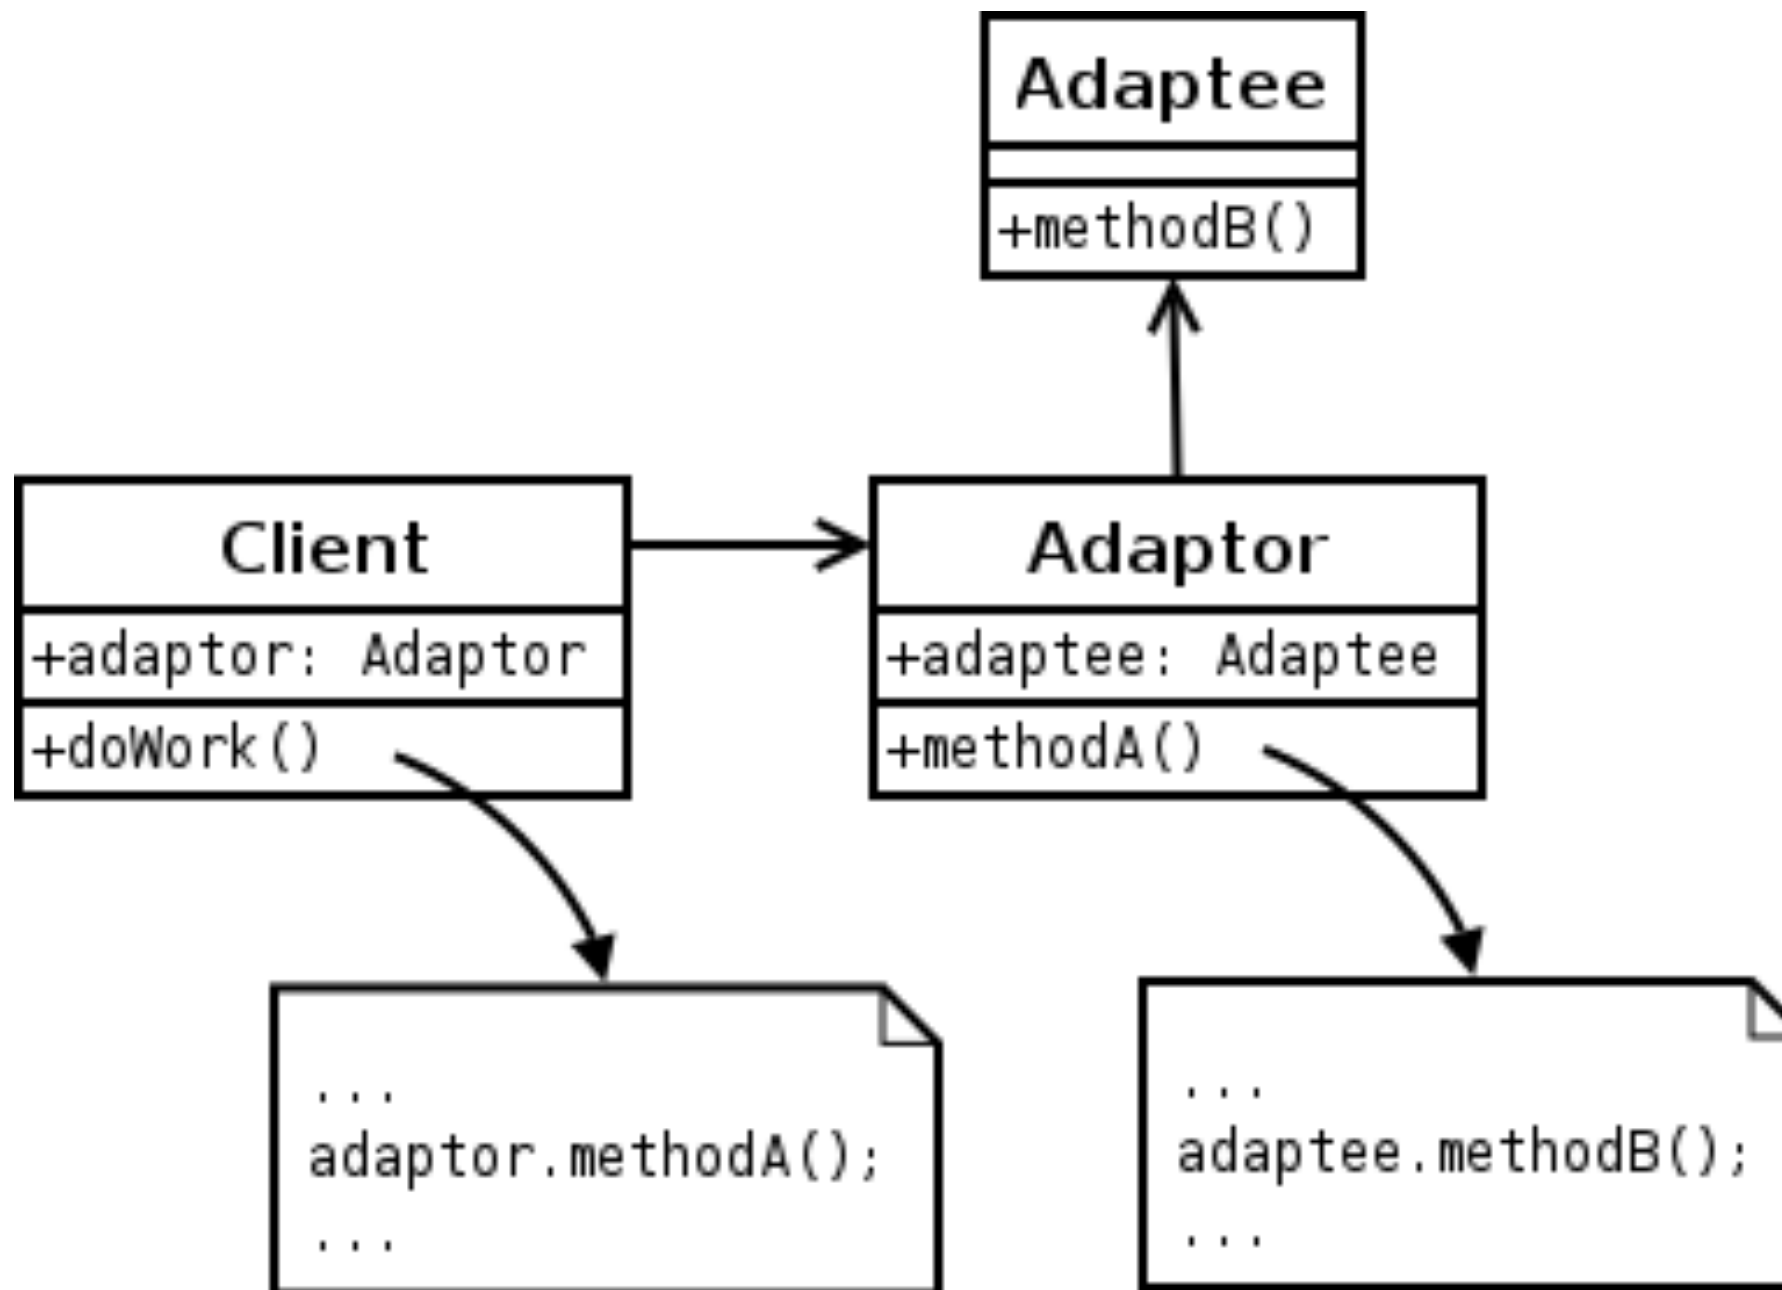 Adaptee
+methodB()
Client
+adaptor: Adaptor
+doWork()
Adaptor
+adaptee: Adaptee
+methodA()
...
adaptor.methodA();
...
...
adaptee.methodB();
...